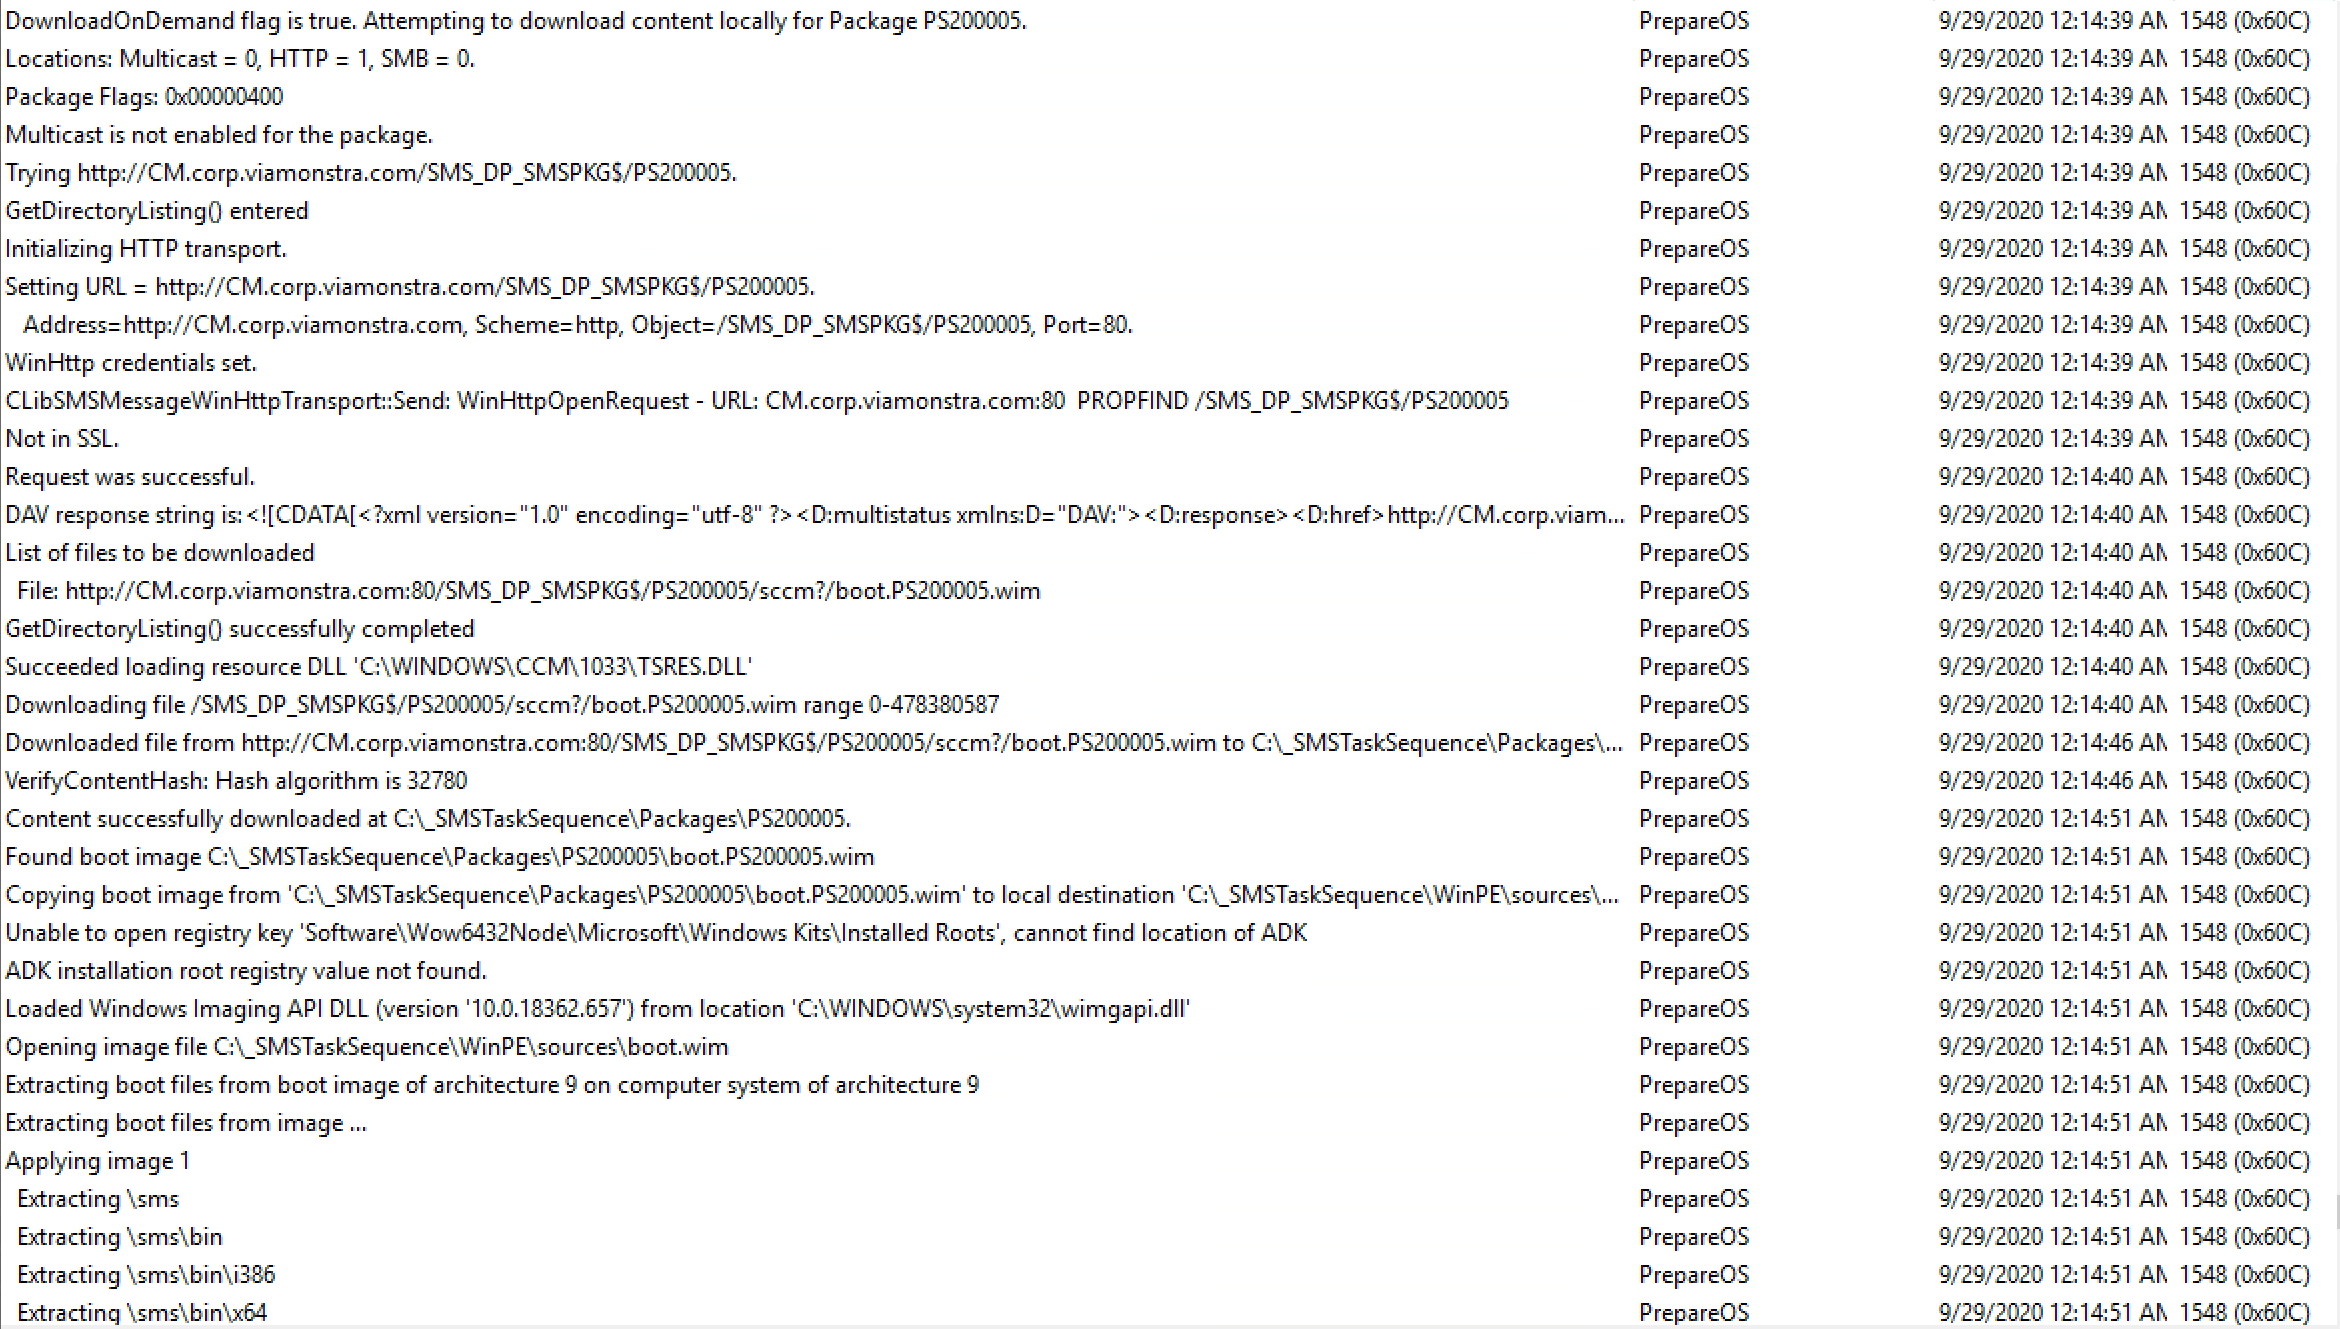 DownloadOnDemand flag is true. Attempting to download content locally for Package PS200005. PrepareOS 9/29/2020 12:14:39 AM 1548 (0x60C)
Locations: Multicast = 0, HTTP = 1, SMB = 0. PrepareOS 9/29/2020 12:14:39 AM 1548 (0x60C)
Package Flags: 0x00000400 PrepareOS 9/29/2020 12:14:39 AM 1548 (0x60C)
Multicast is not enabled for the package. PrepareOS 9/29/2020 12:14:39 AM 1548 (0x60C)
Trying http://CM.corp.viamonstra.com/SMS_DP_SMSPKG$/PS200005. PrepareOS 9/29/2020 12:14:39 AM 1548 (0x60C)
GetDirectoryListing() entered PrepareOS 9/29/2020 12:14:39 AM 1548 (0x60C)
Initializing HTTP transport. PrepareOS 9/29/2020 12:14:39 AM 1548 (0x60C)
Setting URL = http://CM.corp.viamonstra.com/SMS_DP_SMSPKG$/PS200005. PrepareOS 9/29/2020 12:14:39 AM 1548 (0x60C)
Address=http://CM.corp.viamonstra.com, Scheme=http, Object=/SMS_DP_SMSPKG$/PS200005, Port=80. PrepareOS 9/29/2020 12:14:39 AM 1548 (0x60C)
WinHttp credentials set. PrepareOS 9/29/2020 12:14:39 AM 1548 (0x60C)
CLibSMSMessageWinHttpTransport::Send: WinHttpOpenRequest - URL: CM.corp.viamonstra.com:80  PROPFIND /SMS_DP_SMSPKG$/PS200005 PrepareOS 9/29/2020 12:14:39 AM 1548 (0x60C)
Not in SSL. PrepareOS 9/29/2020 12:14:39 AM 1548 (0x60C)
Request was successful. PrepareOS 9/29/2020 12:14:40 AM 1548 (0x60C)
DAV response string is: <![CDATA[<?xml version="1.0" encoding="utf-8" ?><D:multistatus xmlns:D="DAV:"><D:response><D:href>http://CM.corp.viam... PrepareOS 9/29/2020 12:14:40 AM 1548 (0x60C)
List of files to be downloaded PrepareOS 9/29/2020 12:14:40 AM 1548 (0x60C)
File: http://CM.corp.viamonstra.com:80/SMS_DP_SMSPKG$/PS200005/sccm?/boot.PS200005.wim PrepareOS 9/29/2020 12:14:40 AM 1548 (0x60C)
GetDirectoryListing() successfully completed PrepareOS 9/29/2020 12:14:40 AM 1548 (0x60C)
Succeeded loading resource DLL 'C:\WINDOWS\CCM\1033\TSRES.DLL' PrepareOS 9/29/2020 12:14:40 AM 1548 (0x60C)
Downloading file /SMS_DP_SMSPKG$/PS200005/sccm?/boot.PS200005.wim range 0-478380587 PrepareOS 9/29/2020 12:14:40 AM 1548 (0x60C)
Downloaded file from http://CM.corp.viamonstra.com:80/SMS_DP_SMSPKG$/PS200005/sccm?/boot.PS200005.wim to C:\_SMSTaskSequence\Packages\... PrepareOS 9/29/2020 12:14:46 AM 1548 (0x60C)
VerifyContentHash: Hash algorithm is 32780 PrepareOS 9/29/2020 12:14:46 AM 1548 (0x60C)
Content successfully downloaded at C:\_SMSTaskSequence\Packages\PS200005. PrepareOS 9/29/2020 12:14:51 AM 1548 (0x60C)
Found boot image C:\_SMSTaskSequence\Packages\PS200005\boot.PS200005.wim PrepareOS 9/29/2020 12:14:51 AM 1548 (0x60C)
Copying boot image from 'C:\_SMSTaskSequence\Packages\PS200005\boot.PS200005.wim' to local destination 'C:\_SMSTaskSequence\WinPE\sources\... PrepareOS 9/29/2020 12:14:51 AM 1548 (0x60C)
Unable to open registry key 'Software\Wow6432Node\Microsoft\Windows Kits\Installed Roots', cannot find location of ADK PrepareOS 9/29/2020 12:14:51 AM 1548 (0x60C)
ADK installation root registry value not found. PrepareOS 9/29/2020 12:14:51 AM 1548 (0x60C)
Loaded Windows Imaging API DLL (version '10.0.18362.657') from location 'C:\WINDOWS\system32\wimgapi.dll' PrepareOS 9/29/2020 12:14:51 AM 1548 (0x60C)
Opening image file C:\_SMSTaskSequence\WinPE\sources\boot.wim PrepareOS 9/29/2020 12:14:51 AM 1548 (0x60C)
Extracting boot files from boot image of architecture 9 on computer system of architecture 9 PrepareOS 9/29/2020 12:14:51 AM 1548 (0x60C)
Extracting boot files from image ... PrepareOS 9/29/2020 12:14:51 AM 1548 (0x60C)
Applying image 1 PrepareOS 9/29/2020 12:14:51 AM 1548 (0x60C)
Extracting \sms PrepareOS 9/29/2020 12:14:51 AM 1548 (0x60C)
Extracting \sms\bin PrepareOS 9/29/2020 12:14:51 AM 1548 (0x60C)
Extracting \sms\bin\i386 PrepareOS 9/29/2020 12:14:51 AM 1548 (0x60C)
Extracting \sms\bin\x64 PrepareOS 9/29/2020 12:14:51 AM 1548 (0x60C)